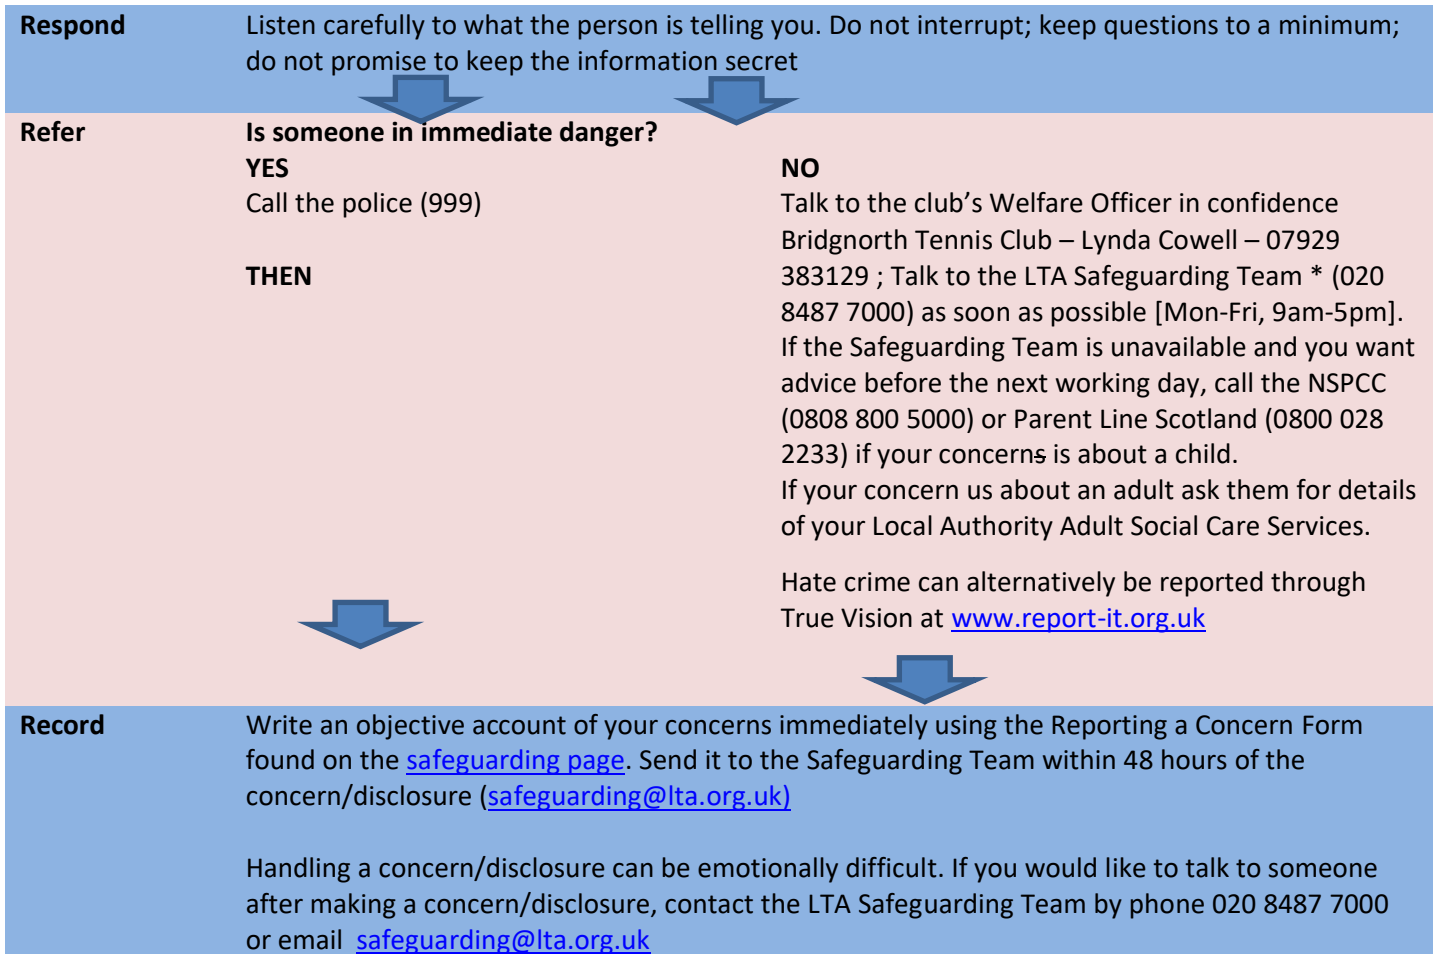 Respond
Listen carefully to what the person is telling you. Do not interrupt; keep questions to a minimum;
do not promise to keep the information secret
Refer
Is someone in immediate danger?
YES
Call the police (999)
THEN
NO
Talk to the club’s Welfare Officer in confidence
Bridgnorth Tennis Club – Lynda Cowell – 07929
383129 ; Talk to the LTA Safeguarding Team * (020
8487 7000) as soon as possible [Mon-Fri, 9am-5pm].
If the Safeguarding Team is unavailable and you want
advice before the next working day, call the NSPCC
(0808 800 5000) or Parent Line Scotland (0800 028
2233) if your concerns is about a child.
If your concern us about an adult ask them for details
of your Local Authority Adult Social Care Services.
Hate crime can alternatively be reported through
True Vision at www.report-it.org.uk
Record
Write an objective account of your concerns immediately using the Reporting a Concern Form
found on the safeguarding page. Send it to the Safeguarding Team within 48 hours of the
concern/disclosure (safeguarding@lta.org.uk)
Handling a concern/disclosure can be emotionally difficult. If you would like to talk to someone
after making a concern/disclosure, contact the LTA Safeguarding Team by phone 020 8487 7000
or email safeguarding@lta.org.uk